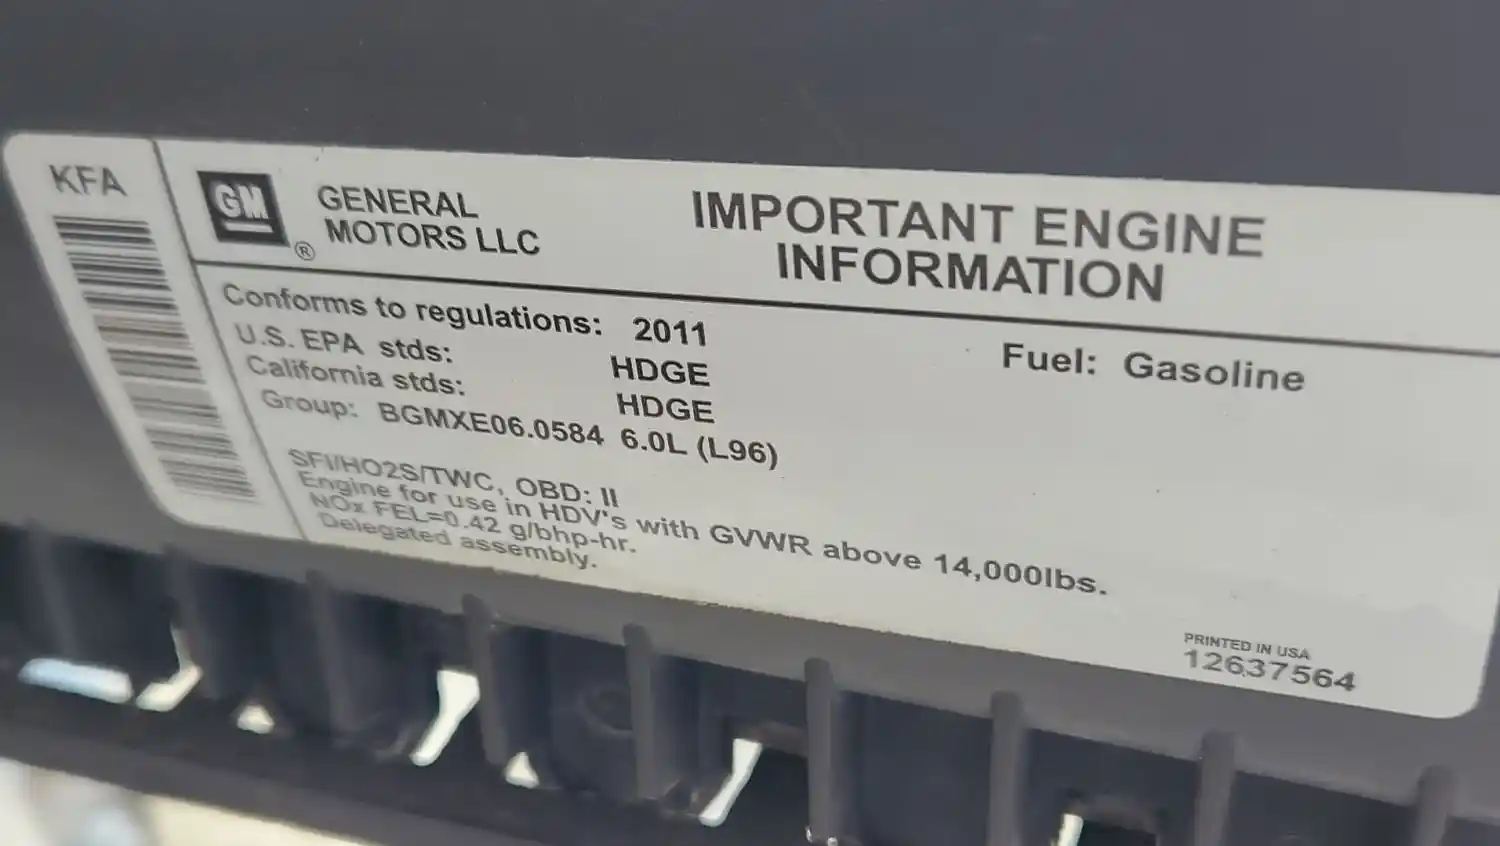 KFA
GM
®
GENERAL
MOTORS LLC
IMPORTANT ENGINE
INFORMATION
Conforms to regulations: 2011
U.S. EPA stds: HDGE
California stds: HDGE
Group: BGMXE06.0584 6.0L (L96)
Fuel: Gasoline
SFI/HO2S/TWC, OBD: II
Engine for use in HDV's with GVWR above 14,000lbs.
NOx FEL=0.42 g/bhp-hr.
Delegated assembly.
PRINTED IN USA
12637564